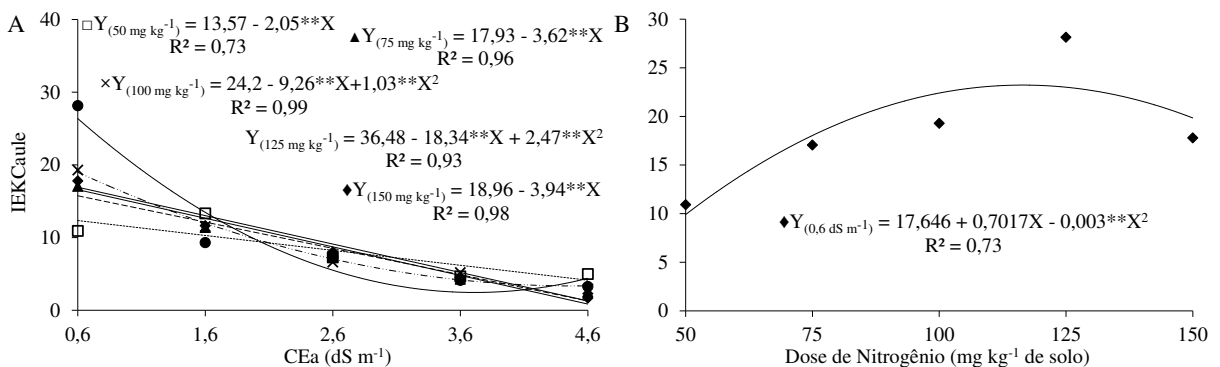 A
□Y(50 mg kg-1) = 13,57 - 2,05**X
R² = 0,73
▲Y(75 mg kg-1) = 17,93 - 3,62**X
R² = 0,96
×Y(100 mg kg-1) = 24,2 - 9,26**X+1,03**X²
R² = 0,99
Y(125 mg kg-1) = 36,48 - 18,34**X + 2,47**X²
R² = 0,93
◆Y(150 mg kg-1) = 18,96 - 3,94**X
R² = 0,98
IEKCaule
40
30
20
10
0
0,6 1,6 2,6 3,6 4,6
CEa (dS m-1)
B
30
25
20
15
10
5
0
◆Y(0,6 dS m-1) = 17,646 + 0,7017X - 0,003**X²
R² = 0,73
50 75 100 125 150
Dose de Nitrogênio (mg kg-1 de solo)